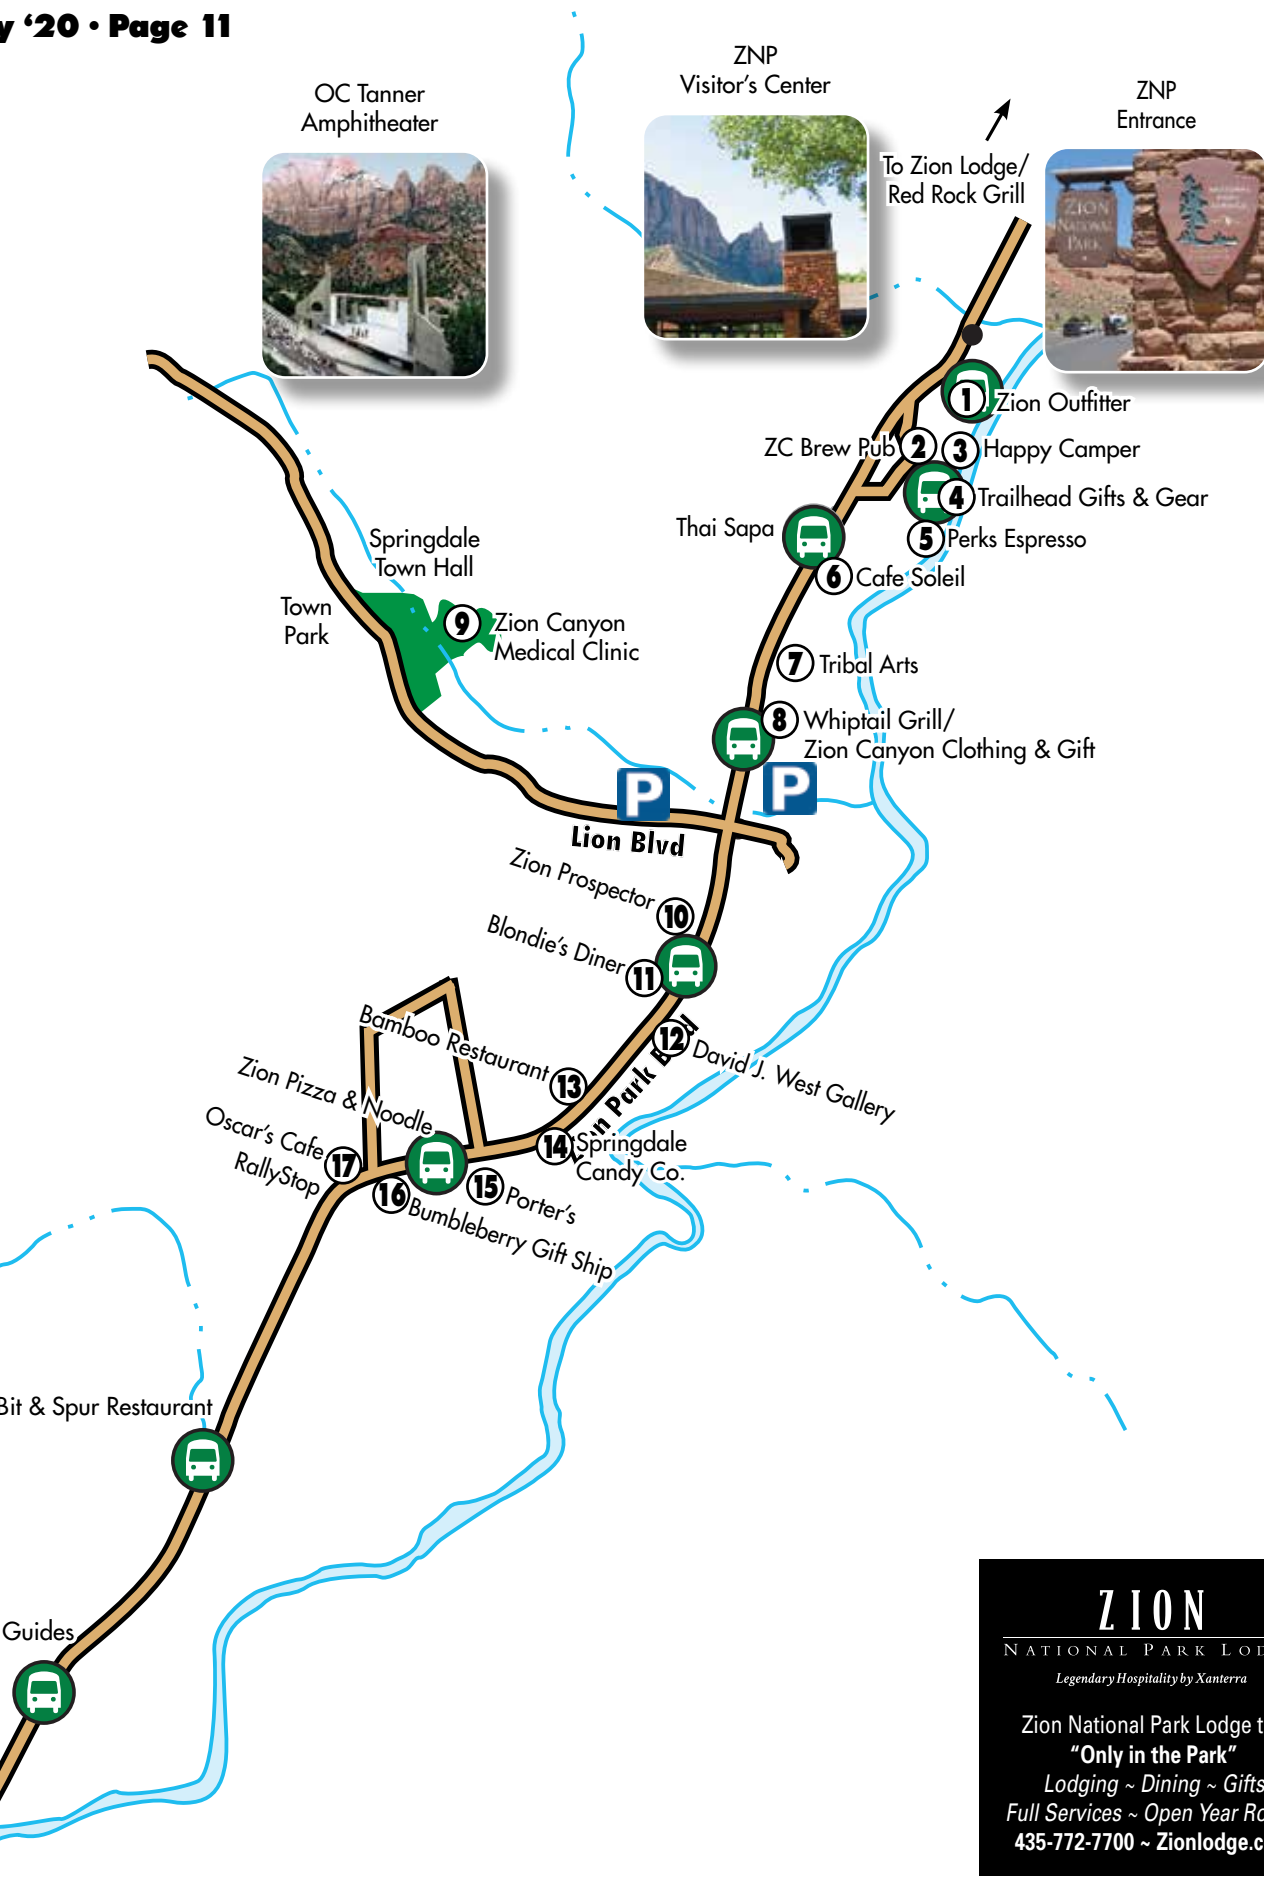 y ‘20 • Page 11
OC Tanner
Amphitheater
ZNP
Visitor’s Center
ZNP
Entrance
To Zion Lodge/
Red Rock Grill
ZION
NATIONAL
PARK
1 Zion Outfitter
ZC Brew Pub 2
3 Happy Camper
4 Trailhead Gifts & Gear
Thai Sapa
5 Perks Espresso
6 Cafe Soleil
Springdale
Town Hall
Town
Park
9 Zion Canyon
Medical Clinic
7 Tribal Arts
8 Whiptail Grill/
Zion Canyon Clothing & Gift
P
P
Lion Blvd
Zion Prospector 10
Blondie’s Diner 11
12 David J. West Gallery
Bamboo Restaurant 13
Park
14 Springdale
Candy Co.
Zion Pizza & Noodle
Oscar’s Cafe 17
RallyStop
15 Porter’s
16 Bumbleberry Gift Ship
Bit & Spur Restaurant
Guides
ZION
NATIONAL PARK LOD
Legendary Hospitality by Xanterra
Zion National Park Lodge t
“Only in the Park”
Lodging ~ Dining ~ Gifts
Full Services ~ Open Year Ro
435-772-7700 ~ Zionlodge.c